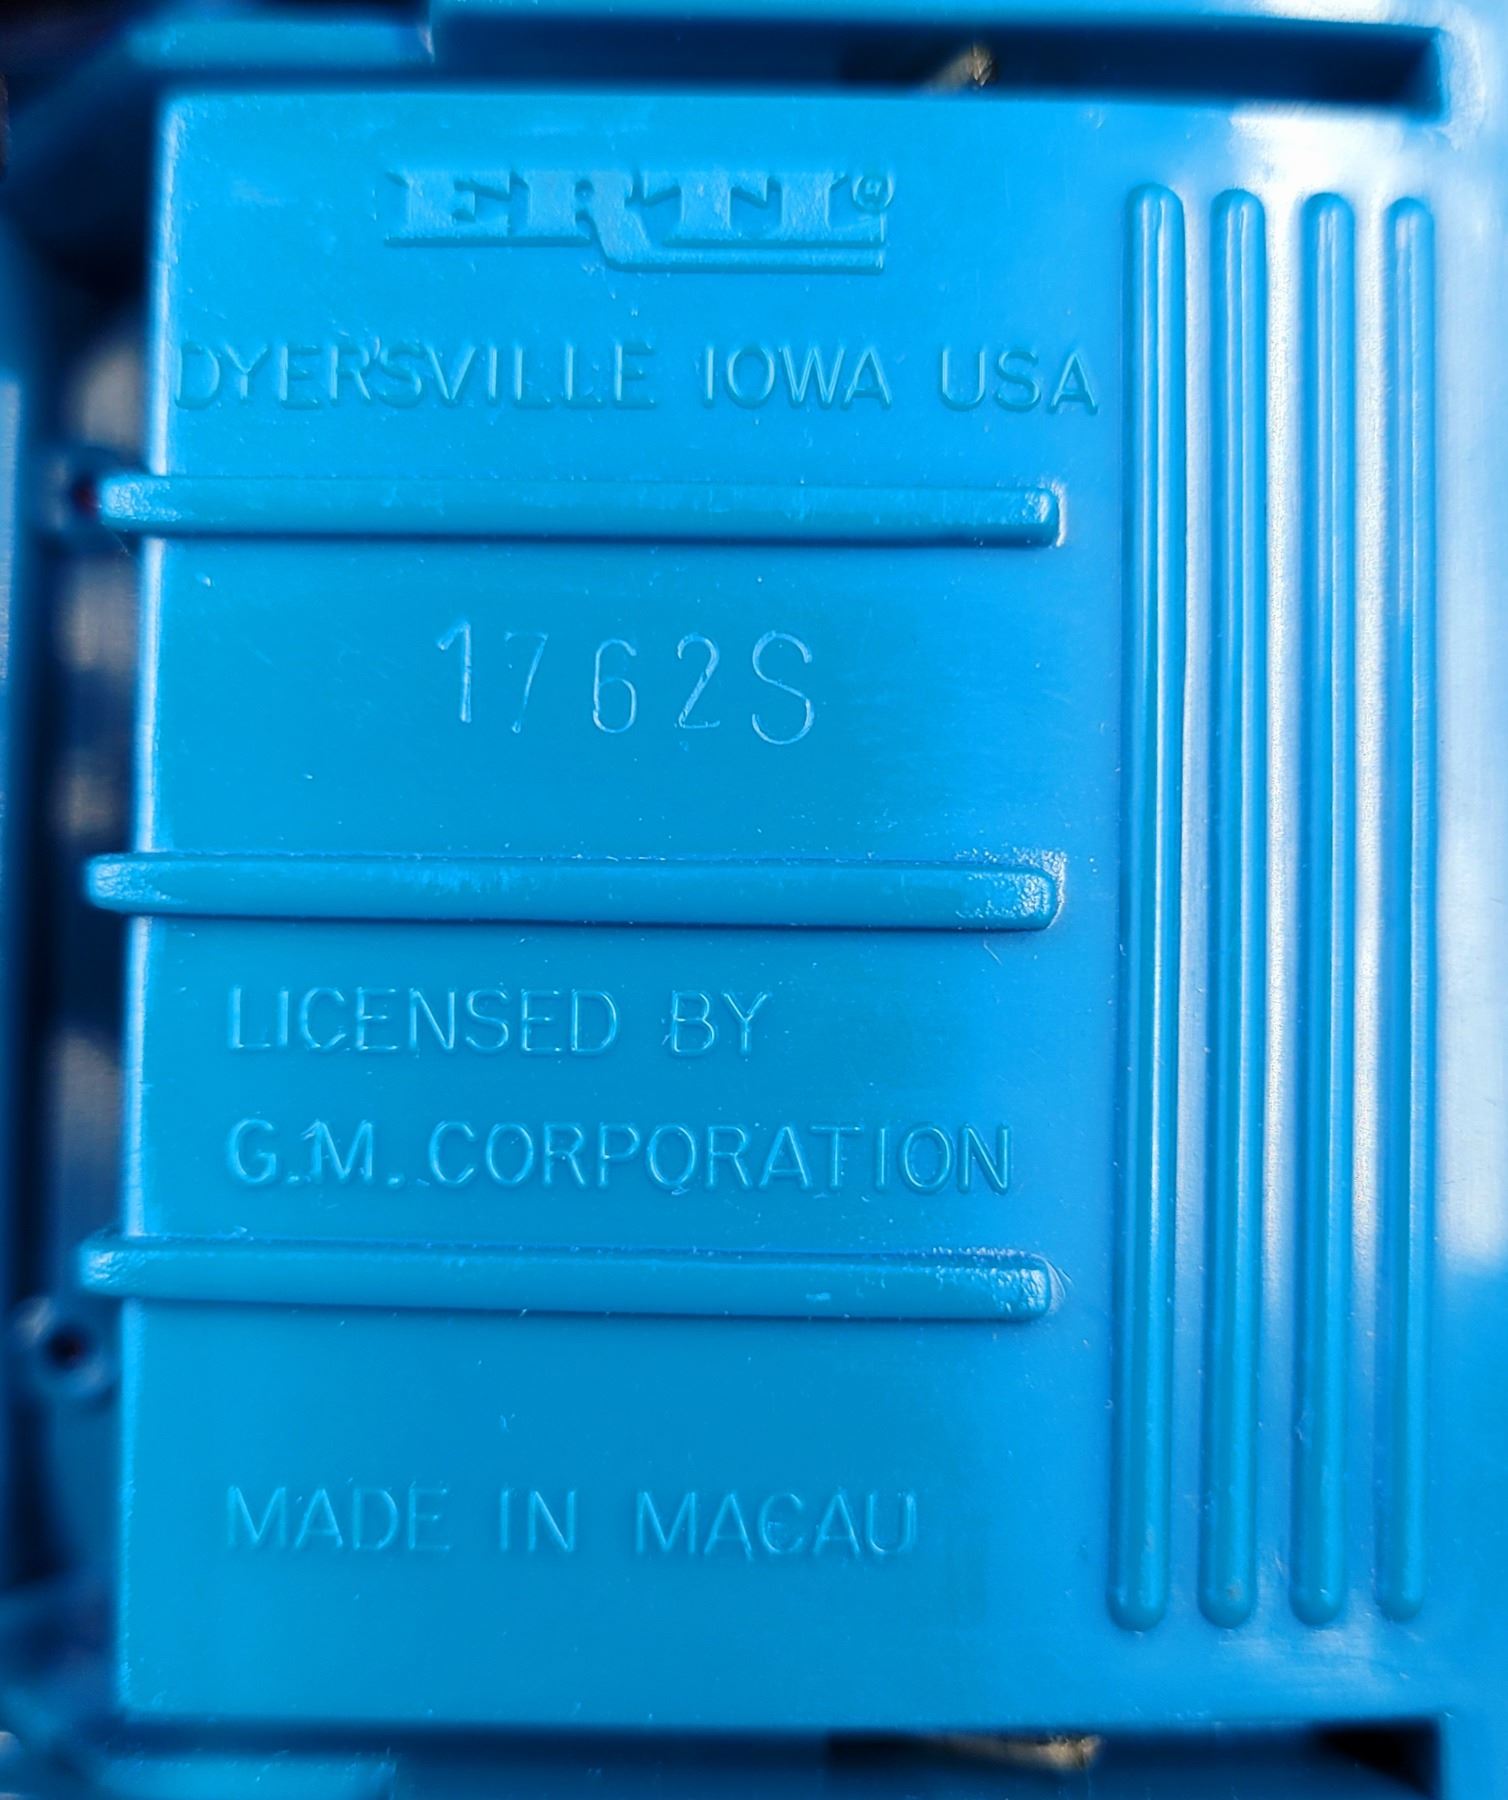 ERTL®
DYERSVILLE IOWA USA
1762S
LICENSED BY
G.M. CORPORATION
MADE IN MACAU